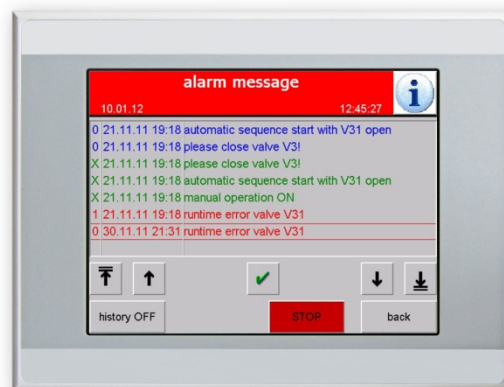 alarm message
10.01.12 12:45:27
i
0 21.11.11 19:18 automatic sequence start with V31 open
0 21.11.11 19:18 please close valve V3!
X 21.11.11 19:18 please close valve V3!
X 21.11.11 19:18 automatic sequence start with V31 open
X 21.11.11 19:18 manual operation ON
1 21.11.11 19:18 runtime error valve V31
0 30.11.11 21:31 runtime error valve V31
history OFF STOP back